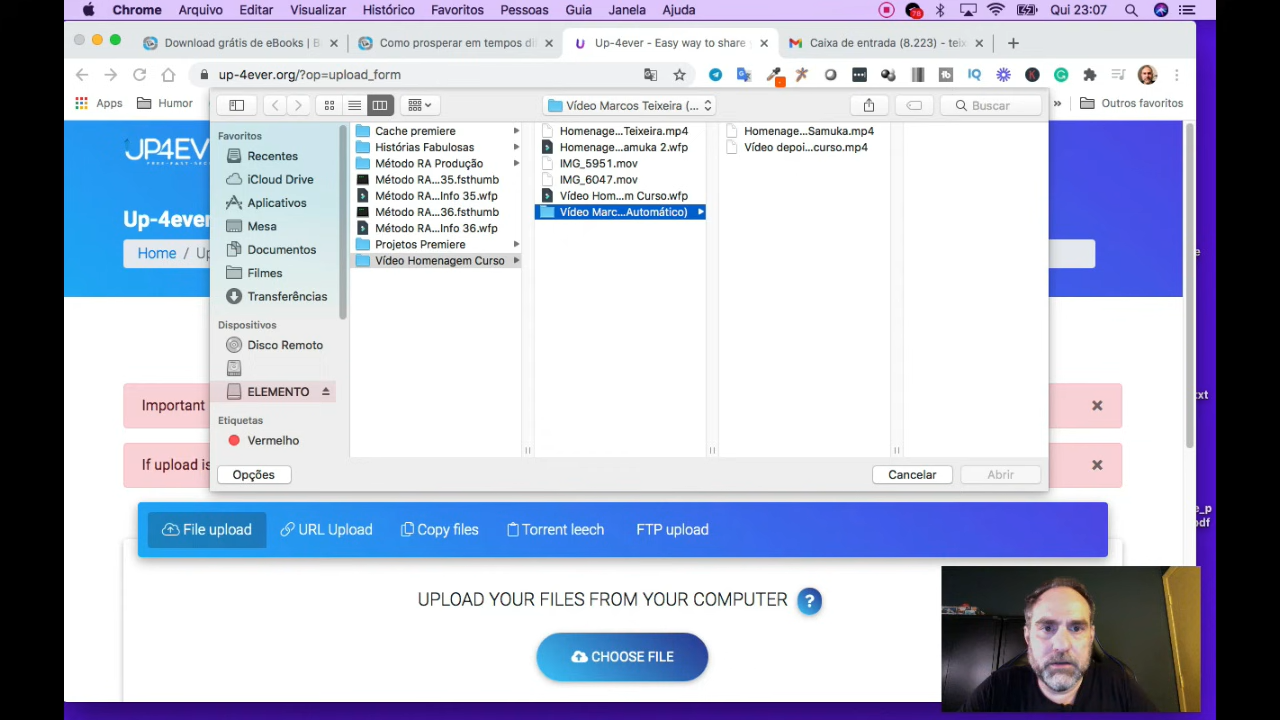 Chrome Arquivo Editar Visualizar Histórico Favoritos Pessoas Guia Janela Ajuda 78 Qui 23:07
Download grátis de eBooks | B
Como prosperar em tempos di
Up-4ever - Easy way to share
Caixa de entrada (8.223) - teix
up-4ever.org/?op=upload_form
Apps Humor » Outros favoritos
Vídeo Marcos Teixeira (... Buscar
Favoritos
Recentes
iCloud Drive
Aplicativos
Mesa
Documentos
Filmes
Transferências
Dispositivos
Disco Remoto
ELEMENTO
Etiquetas
Vermelho
Cache premiere
Histórias Fabulosas
Método RA Produção
Método RA...35.fsthumb
Método RA...Info 35.wfp
Método RA...36.fsthumb
Método RA...Info 36.wfp
Projetos Premiere
Vídeo Homenagem Curso
Homenage...Teixeira.mp4
Homenage...amuka 2.wfp
IMG_5951.mov
IMG_6047.mov
Vídeo Hom...m Curso.wfp
Vídeo Marc...Automático)
Homenage...Samuka.mp4
Vídeo depoi...curso.mp4
Opções Cancelar Abrir
UP4EV
Up-4ever
Home / Up
Important
If upload is
File upload URL Upload Copy files Torrent leech FTP upload
UPLOAD YOUR FILES FROM YOUR COMPUTER ?
CHOOSE FILE